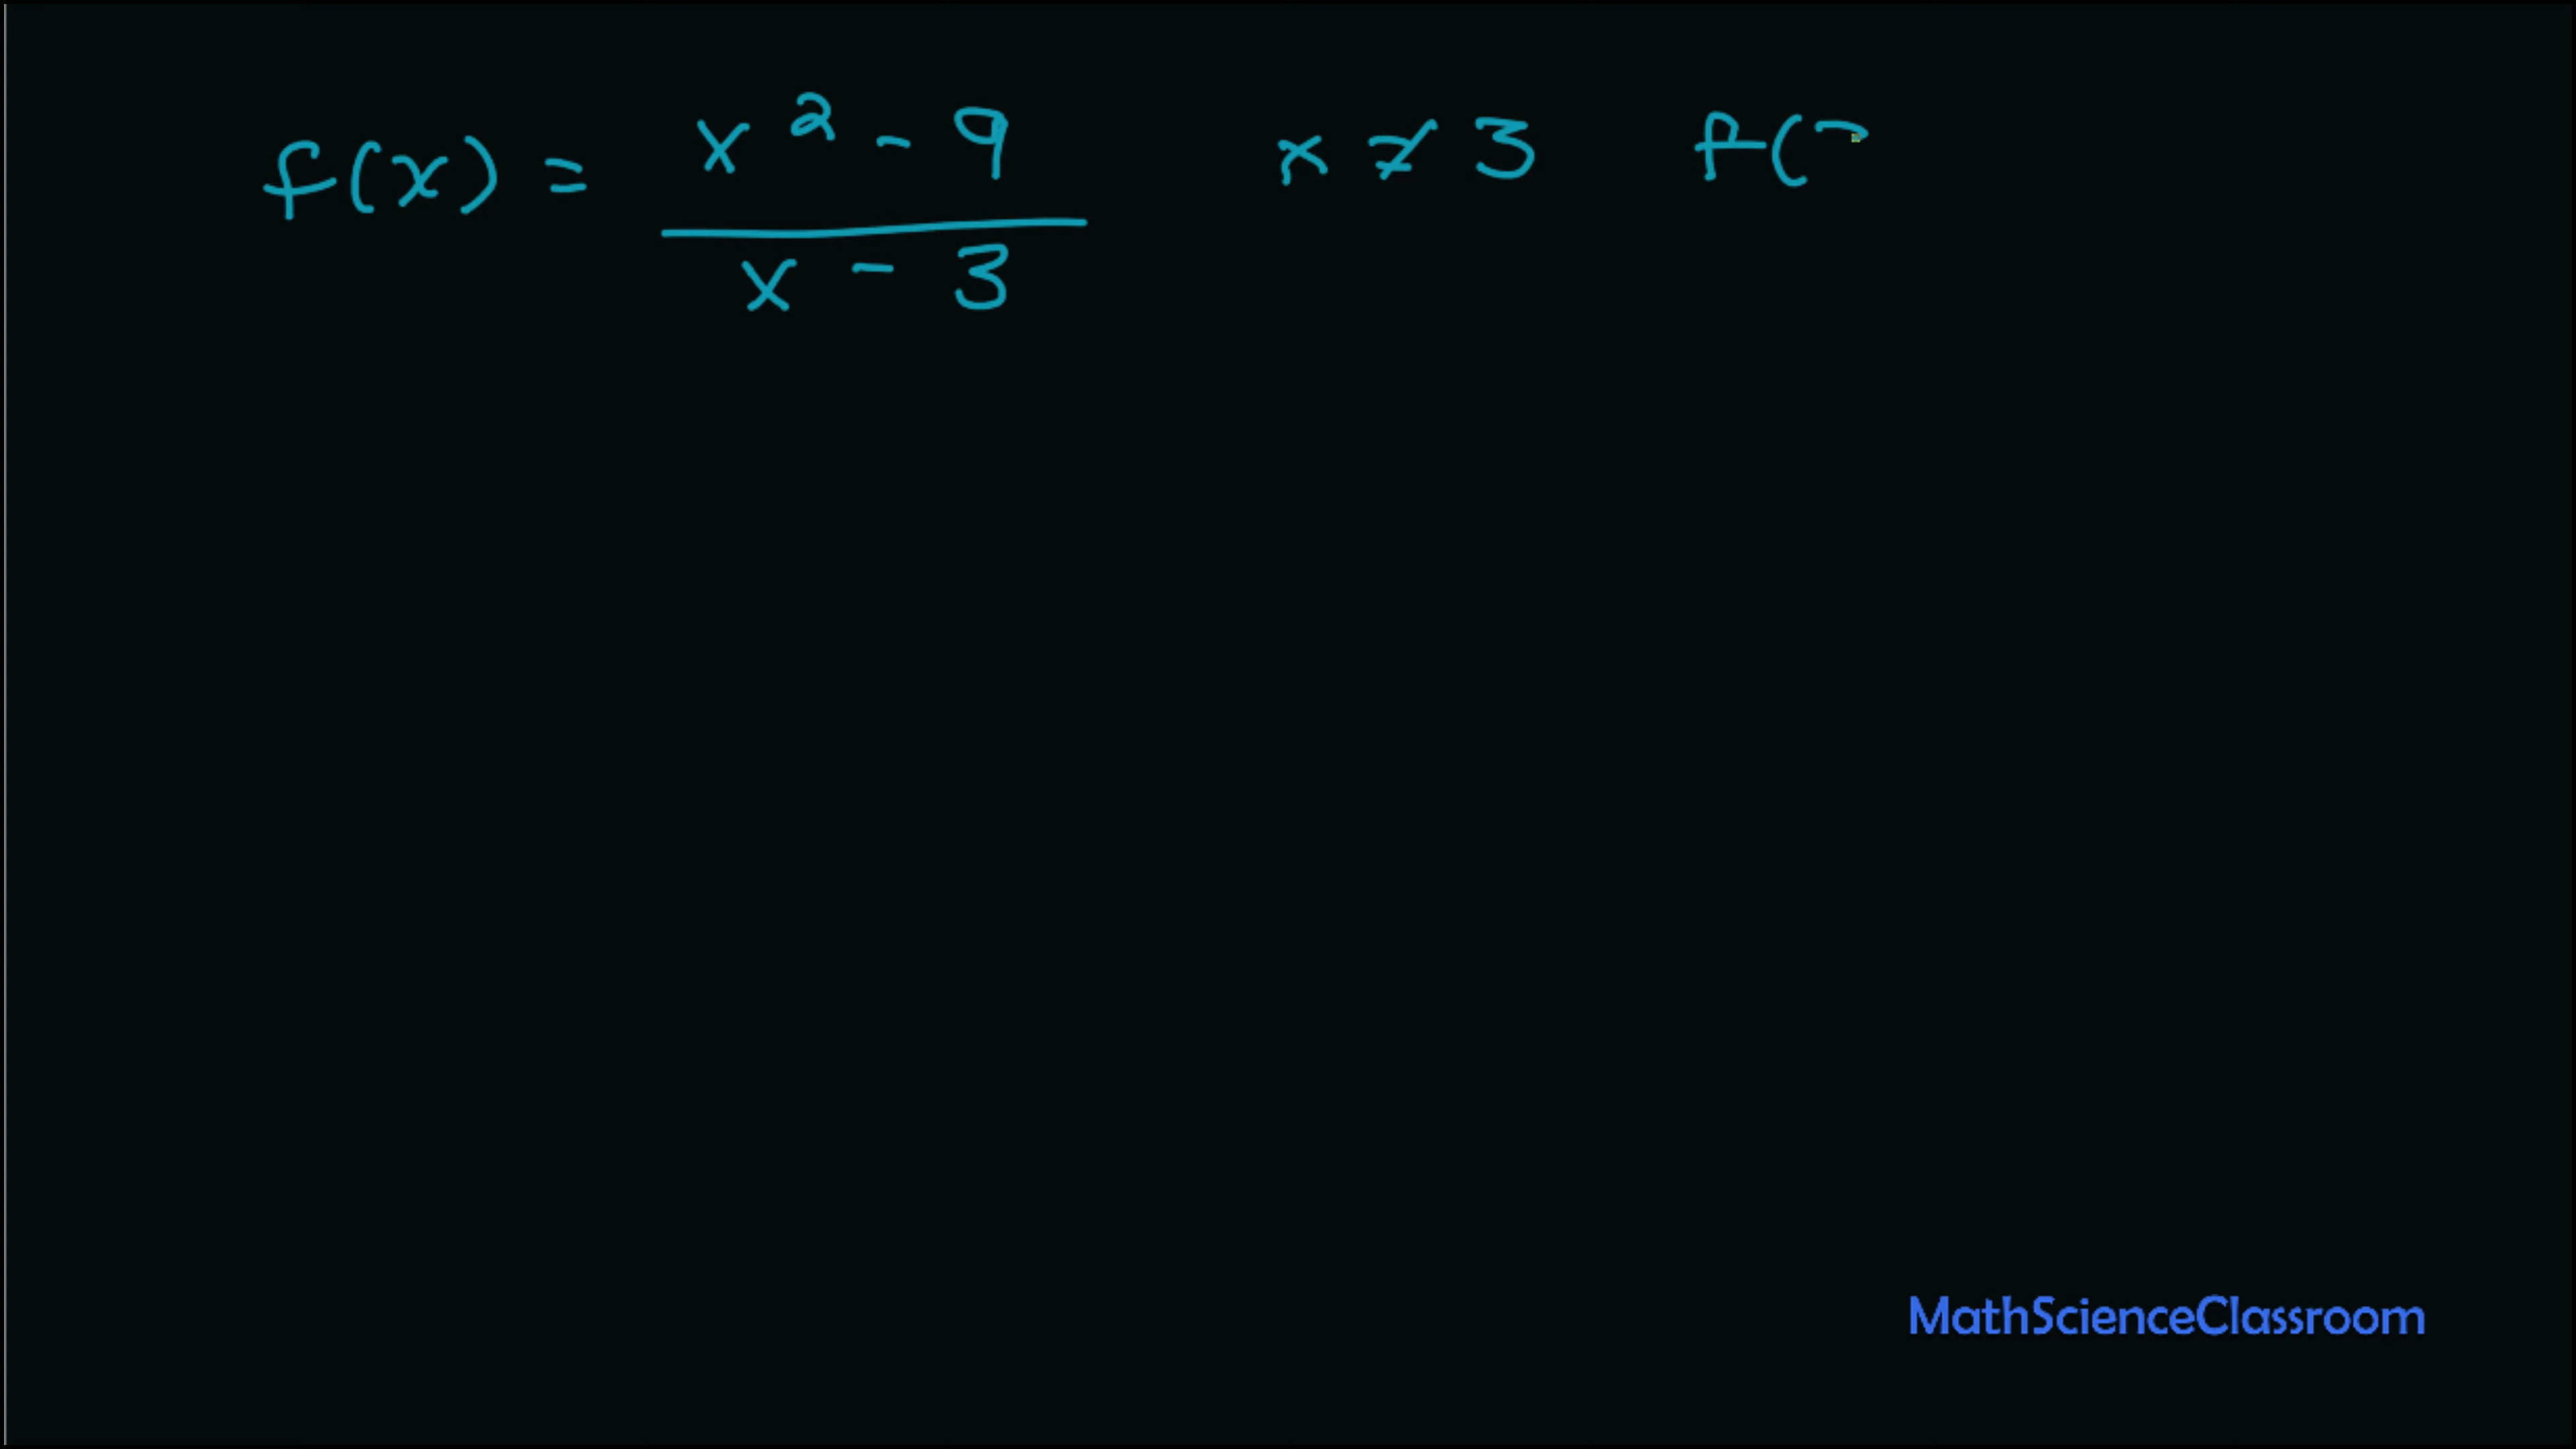 f(x) = x² - 9 x ≠ 3 f(
x - 3
MathScienceClassroom